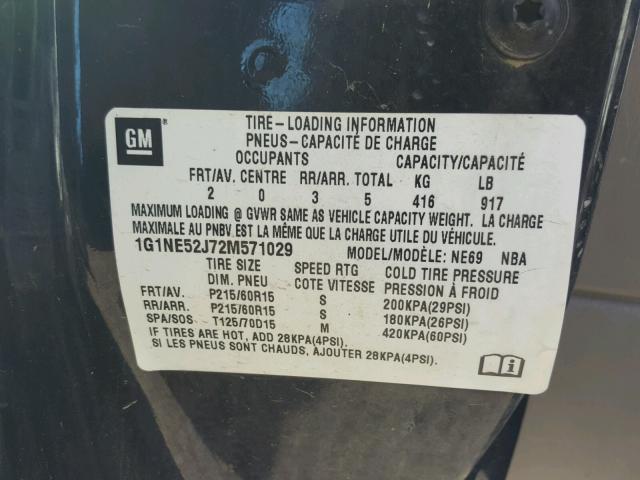 GM ®
TIRE-LOADING INFORMATION
PNEUS-CAPACITÉ DE CHARGE
OCCUPANTS CAPACITY/CAPACITÉ
FRT/AV. CENTRE RR/ARR. TOTAL KG LB
2 0 3 5 416 917
MAXIMUM LOADING @ GVWR SAME AS VEHICLE CAPACITY WEIGHT. LA CHARGE
MAXIMALE AU PNBV EST LA MÊME QUE LA CHARGE UTILE DU VÉHICULE.
1G1NE52J72M571029 MODEL/MODÈLE: NE69 NBA
TIRE SIZE SPEED RTG COLD TIRE PRESSURE
DIM. PNEU COTE VITESSE PRESSION À FROID
FRT/AV. P215/60R15 S 200KPA(29PSI)
RR/ARR. P215/60R15 S 180KPA(26PSI)
SPA/SOS. T125/70D15 M 420KPA(60PSI)
IF TIRES ARE HOT, ADD 28KPA(4PSI)
SI LES PNEUS SONT CHAUDS, AJOUTER 28KPA(4PSI)